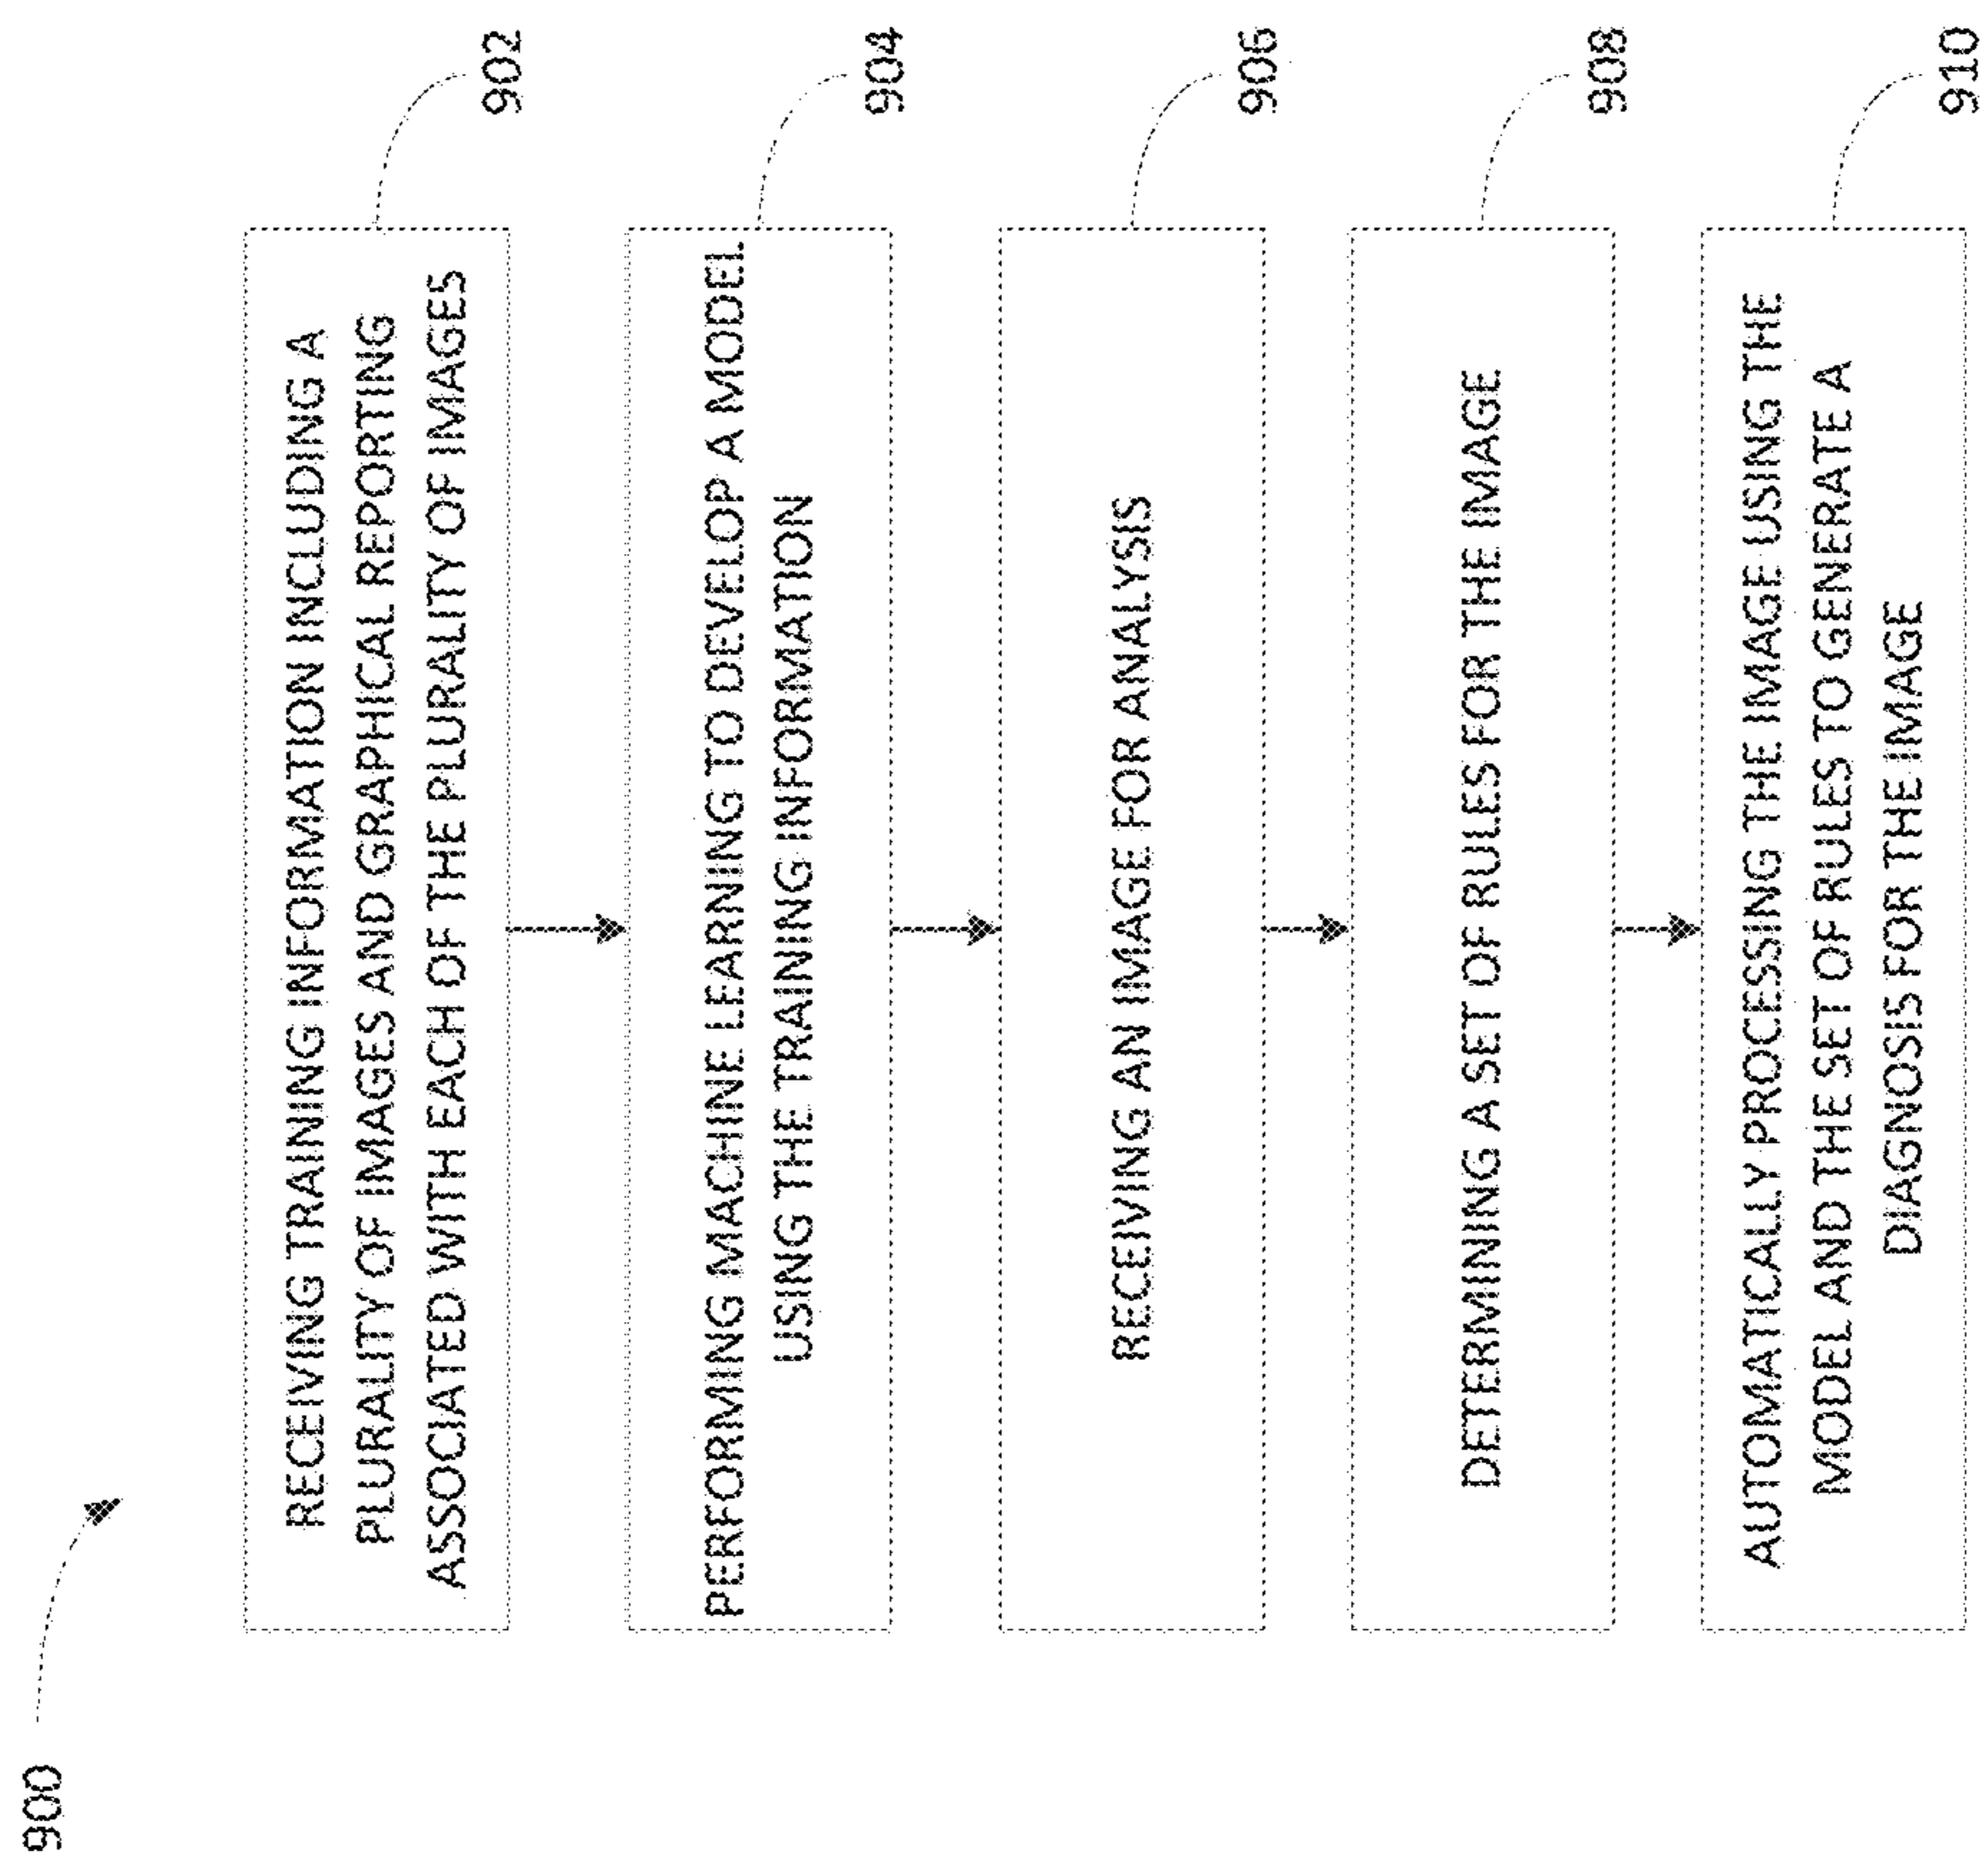 900
RECEIVING TRAINING INFORMATION INCLUDING A
PLURALITY OF IMAGES AND GRAPHICAL REPORTING
ASSOCIATED WITH EACH OF THE PLURALITY OF IMAGES
902
PERFORMING MACHINE LEARNING TO DEVELOP A MODEL
USING THE TRAINING INFORMATION
904
RECEIVING AN IMAGE FOR ANALYSIS
906
DETERMINING A SET OF RULES FOR THE IMAGE
908
AUTOMATICALLY PROCESSING THE IMAGE USING THE
MODEL AND THE SET OF RULES TO GENERATE A
DIAGNOSIS FOR THE IMAGE
910